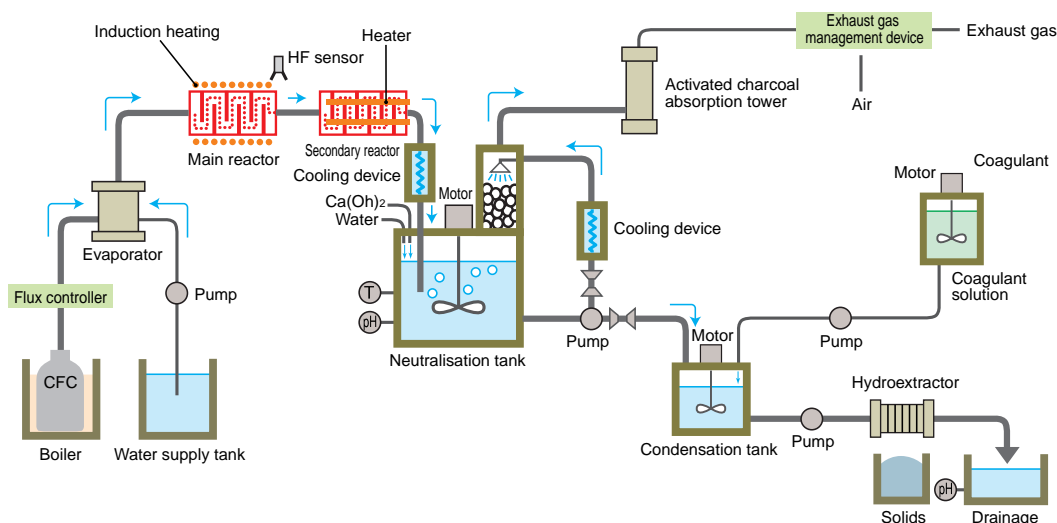 Induction heating
HF sensor
Heater
Main reactor
Secondary reactor
Cooling device
Exhaust gas
management device
Exhaust gas
Air
Activated charcoal
absorption tower
Ca(Oh)₂
Water
Motor
Cooling device
Motor
Coagulant
Coagulant
solution
Evaporator
Flux controller
Pump
T
pH
Neutralisation tank
Pump
Pump
Motor
CFC
Boiler
Water supply tank
Condensation tank
Pump
Hydroextractor
Solids
pH
Drainage